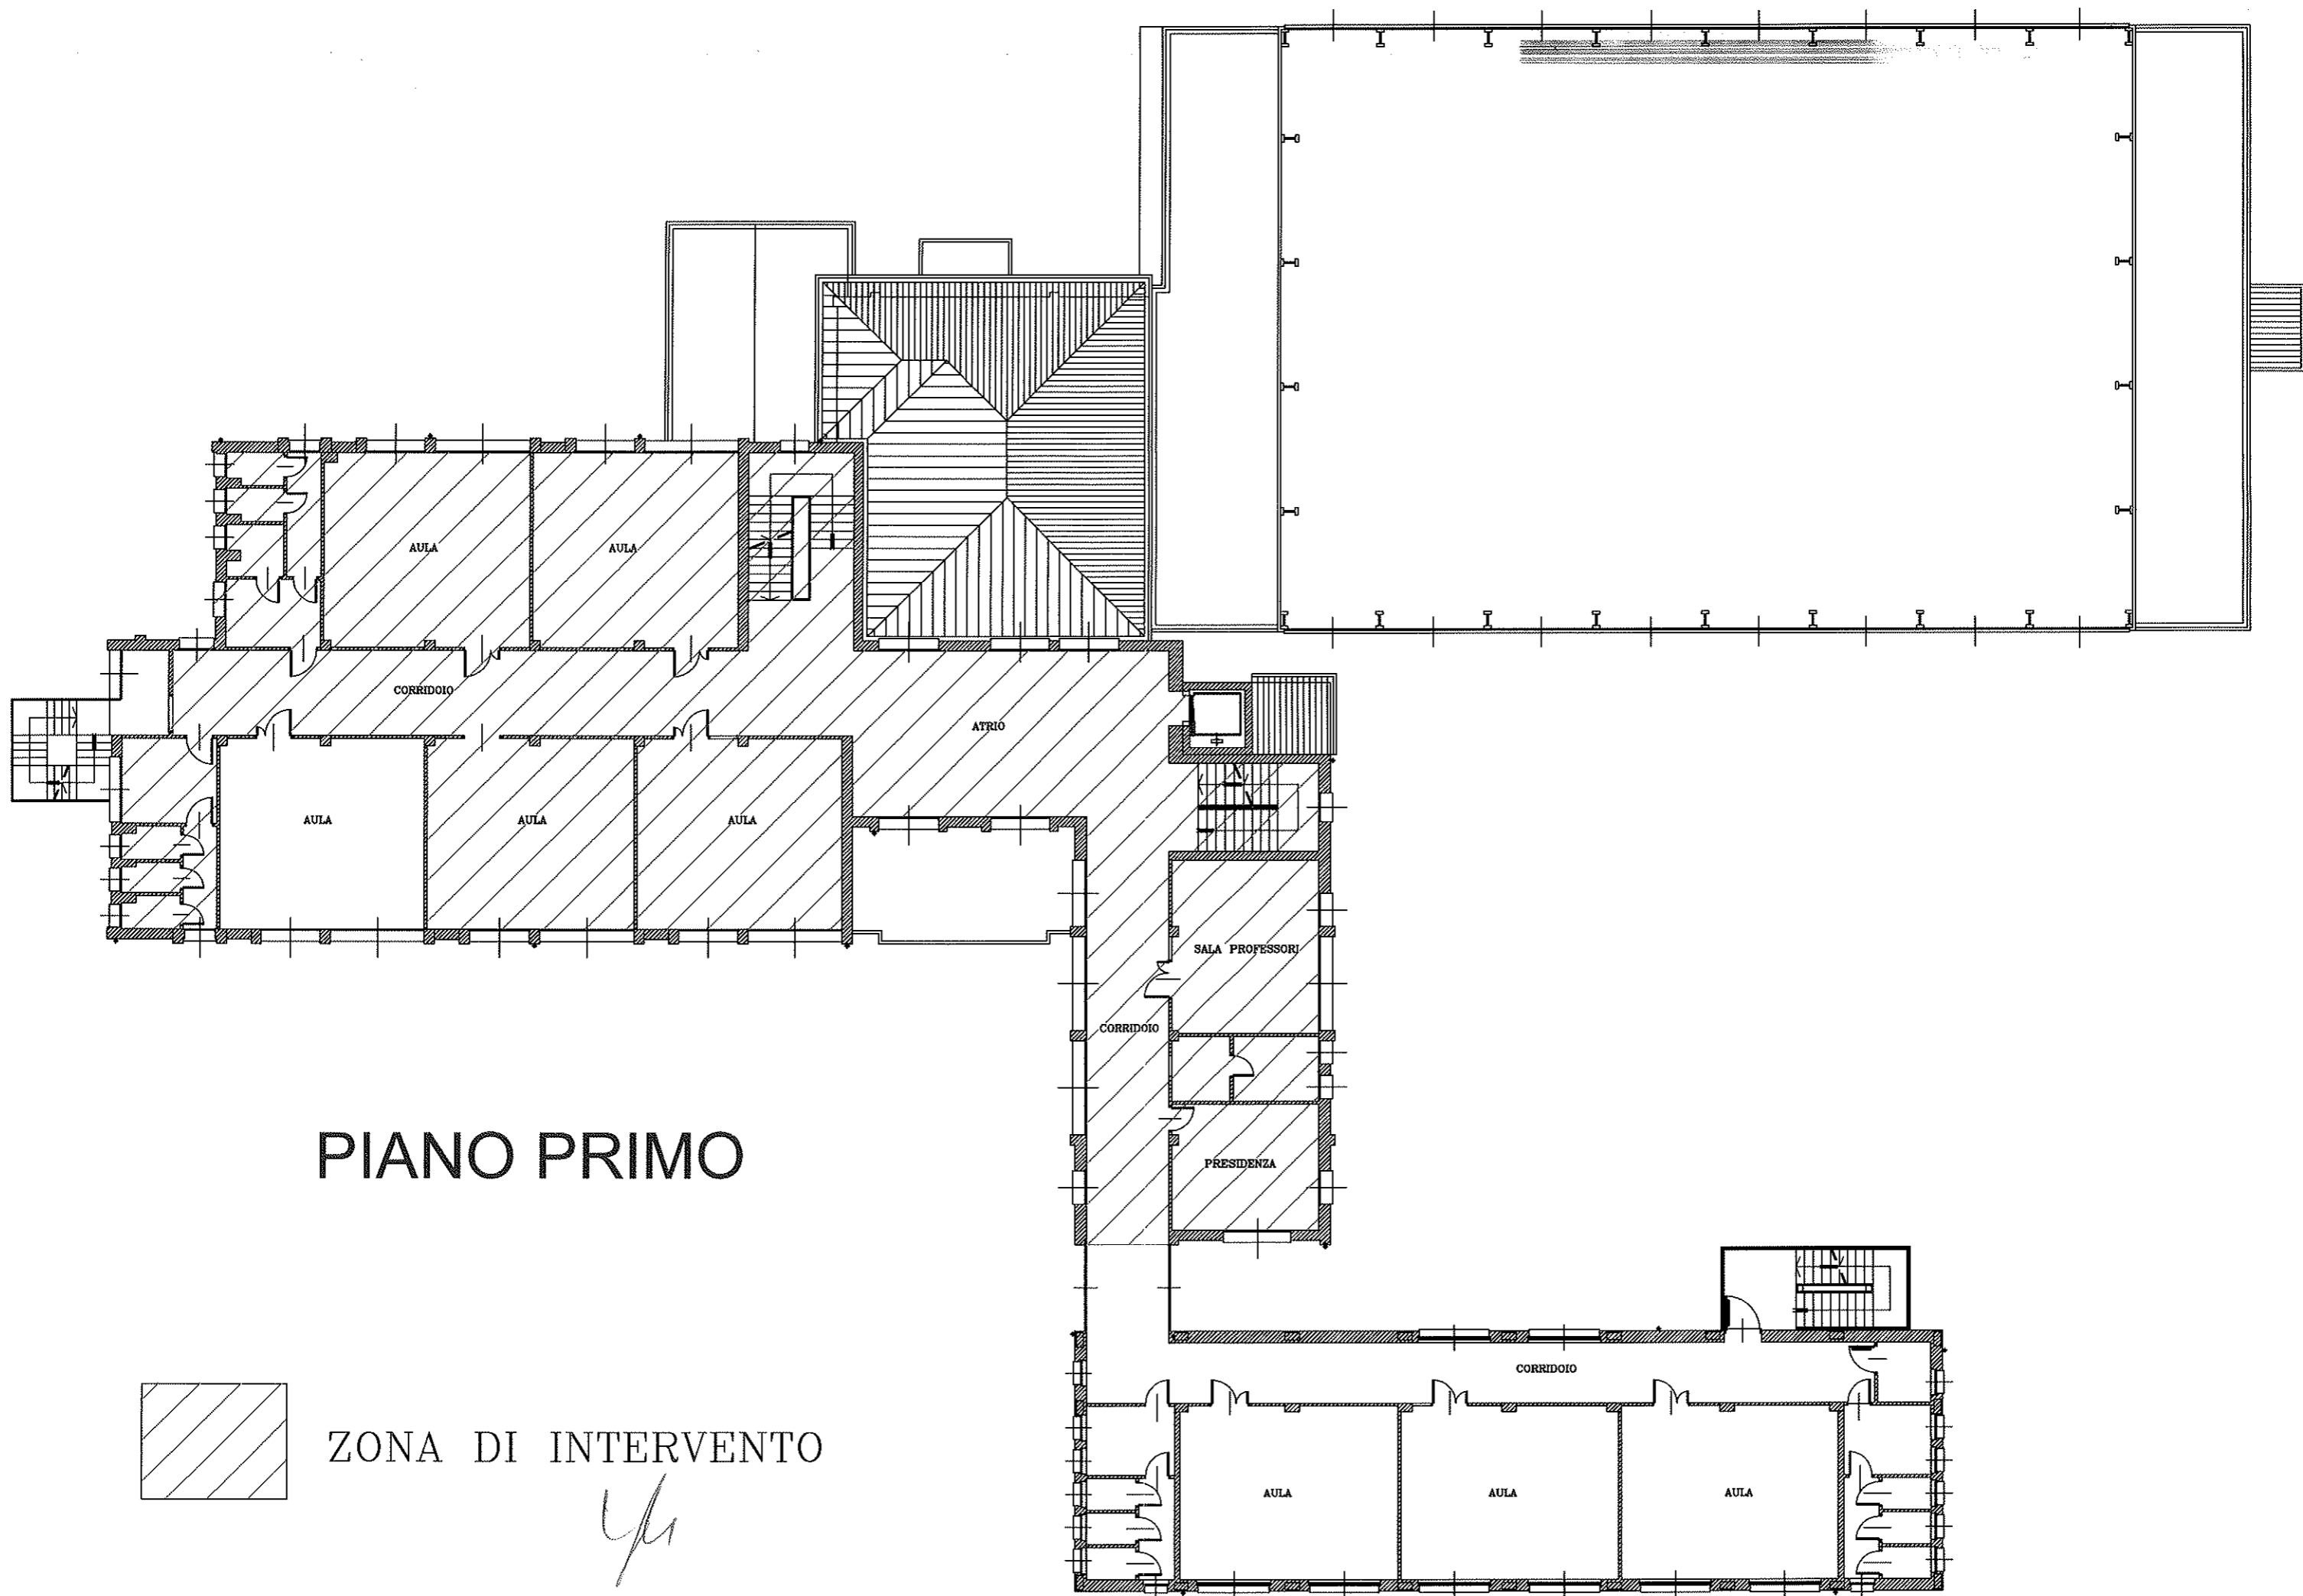 AULA
AULA
CORRIDOIO
ATRIO
AULA
AULA
AULA
SALA PROFESSORI
CORRIDOIO
PIANO PRIMO
PRESIDENZA
CORRIDOIO
ZONA DI INTERVENTO
AULA
AULA
AULA